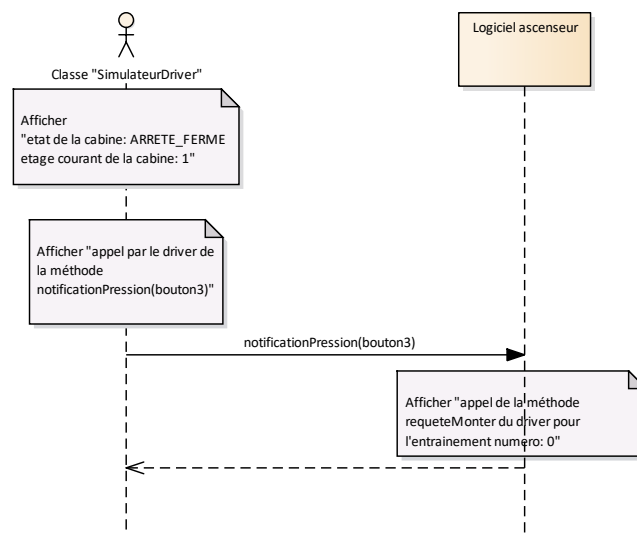 Logiciel ascenseur
Classe "SimulateurDriver"
Afficher
"etat de la cabine: ARRETE_FERME
etage courant de la cabine: 1"
Afficher "appel par le driver de
la méthode
notificationPression(bouton3)"
notificationPression(bouton3)
Afficher "appel de la méthode
requeteMonter du driver pour
l'entrainement numero: 0"